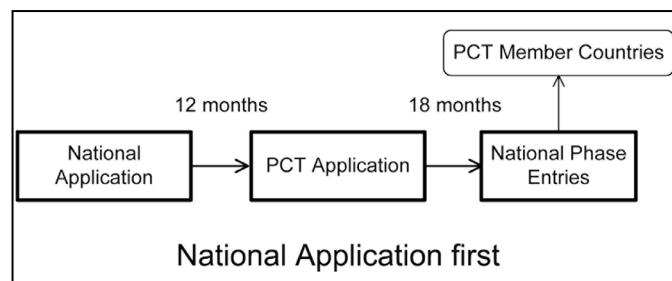 PCT Member Countries
12 months
18 months
National
Application
PCT Application
National Phase
Entries
National Application first